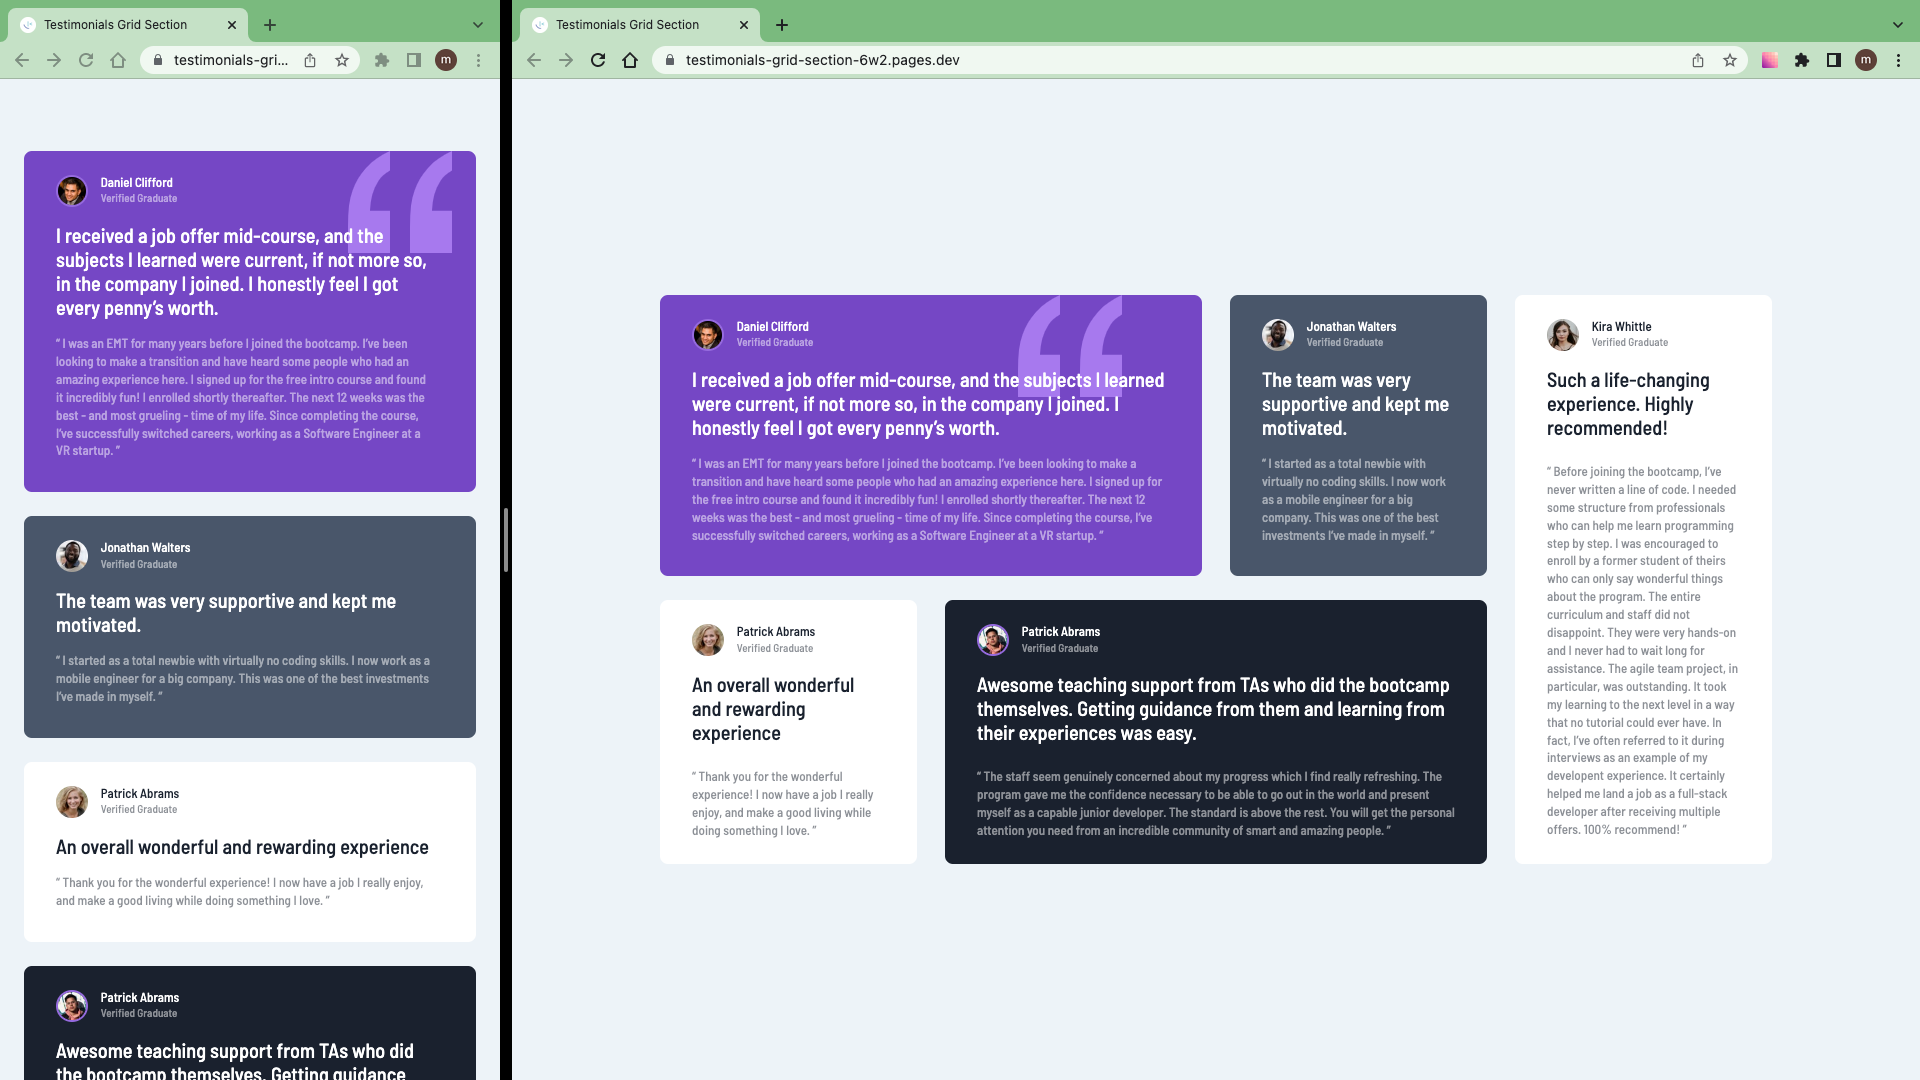 Testimonials Grid Section
testimonials-gri...
m
Daniel Clifford
Verified Graduate
I received a job offer mid-course, and the
subjects I learned were current, if not more so,
in the company I joined. I honestly feel I got
every penny’s worth.
“ I was an EMT for many years before I joined the bootcamp. I’ve been
looking to make a transition and have heard some people who had an
amazing experience here. I signed up for the free intro course and found
it incredibly fun! I enrolled shortly thereafter. The next 12 weeks was the
best - and most grueling - time of my life. Since completing the course,
I’ve successfully switched careers, working as a Software Engineer at a
VR startup. ”
Jonathan Walters
Verified Graduate
The team was very supportive and kept me
motivated.
“ I started as a total newbie with virtually no coding skills. I now work as a
mobile engineer for a big company. This was one of the best investments
I’ve made in myself. ”
Patrick Abrams
Verified Graduate
An overall wonderful and rewarding experience
“ Thank you for the wonderful experience! I now have a job I really enjoy,
and make a good living while doing something I love. ”
Patrick Abrams
Verified Graduate
Awesome teaching support from TAs who did
the bootcamp themselves. Getting guidance
Testimonials Grid Section
testimonials-grid-section-6w2.pages.dev
m
Daniel Clifford
Verified Graduate
I received a job offer mid-course, and the subjects I learned
were current, if not more so, in the company I joined. I
honestly feel I got every penny’s worth.
“ I was an EMT for many years before I joined the bootcamp. I’ve been looking to make a
transition and have heard some people who had an amazing experience here. I signed up for
the free intro course and found it incredibly fun! I enrolled shortly thereafter. The next 12
weeks was the best - and most grueling - time of my life. Since completing the course, I’ve
successfully switched careers, working as a Software Engineer at a VR startup. ”
Jonathan Walters
Verified Graduate
The team was very
supportive and kept me
motivated.
“ I started as a total newbie with
virtually no coding skills. I now work
as a mobile engineer for a big
company. This was one of the best
investments I’ve made in myself. ”
Kira Whittle
Verified Graduate
Such a life-changing
experience. Highly
recommended!
“ Before joining the bootcamp, I’ve
never written a line of code. I needed
some structure from professionals
who can help me learn programming
step by step. I was encouraged to
enroll by a former student of theirs
who can only say wonderful things
about the program. The entire
curriculum and staff did not
disappoint. They were very hands-on
and I never had to wait long for
assistance. The agile team project, in
particular, was outstanding. It took
my learning to the next level in a way
that no tutorial could ever have. In
fact, I’ve often referred to it during
interviews as an example of my
developent experience. It certainly
helped me land a job as a full-stack
developer after receiving multiple
offers. 100% recommend! ”
Patrick Abrams
Verified Graduate
An overall wonderful
and rewarding
experience
“ Thank you for the wonderful
experience! I now have a job I really
enjoy, and make a good living while
doing something I love. ”
Patrick Abrams
Verified Graduate
Awesome teaching support from TAs who did the bootcamp
themselves. Getting guidance from them and learning from
their experiences was easy.
“ The staff seem genuinely concerned about my progress which I find really refreshing. The
program gave me the confidence necessary to be able to go out in the world and present
myself as a capable junior developer. The standard is above the rest. You will get the personal
attention you need from an incredible community of smart and amazing people. ”